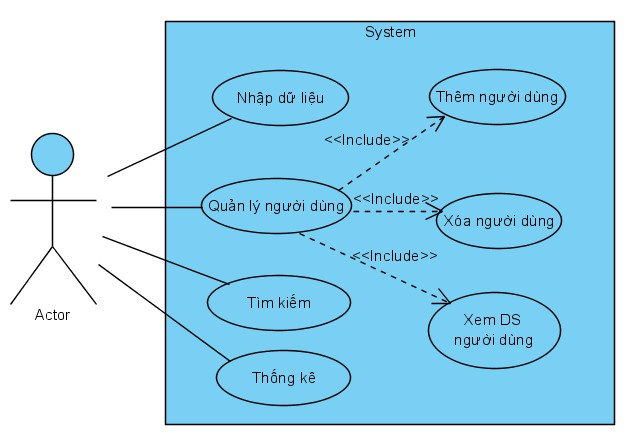 System
Nhập dữ liệu
Thêm người dùng
<<Include>>
Quản lý người dùng
<<Include>>
Xóa người dùng
<<Include>>
Tìm kiếm
Xem DS
người dùng
Actor
Thống kê